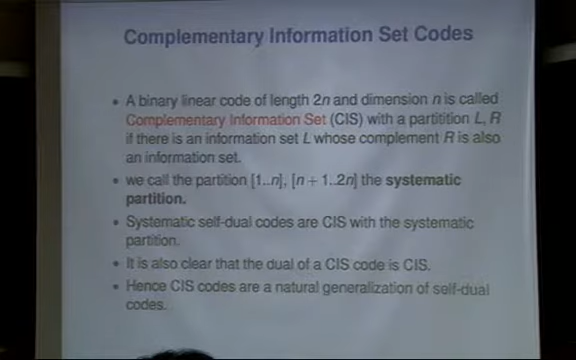 Complementary Information Set Codes
• A binary linear code of length 2n and dimension n is called
Complementary Information Set (CIS) with a partitition L, R
if there is an information set L whose complement R is also
an information set.
• we call the partition [1..n], [n + 1..2n] the systematic
partition.
• Systematic self-dual codes are CIS with the systematic
partition.
• It is also clear that the dual of a CIS code is CIS.
• Hence CIS codes are a natural generalization of self-dual
codes.